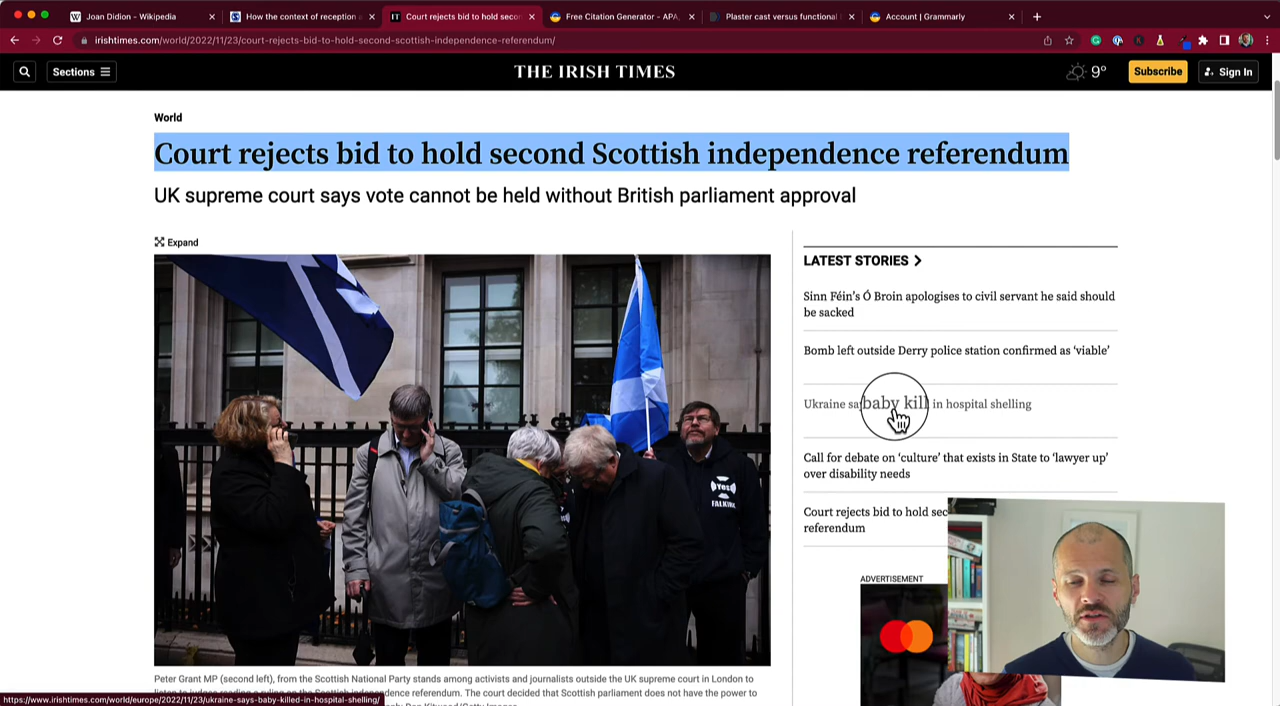 Joan Didion - Wikipedia
How the context of reception
Court rejects bid to hold secon
Free Citation Generator - APA,
Plaster cast versus functional
Account | Grammarly
irishtimes.com/world/2022/11/23/court-rejects-bid-to-hold-second-scottish-independence-referendum/
Sections
THE IRISH TIMES
9°
Subscribe
Sign In
World
Court rejects bid to hold second Scottish independence referendum
UK supreme court says vote cannot be held without British parliament approval
Expand
LATEST STORIES
Sinn Féin's Ó Broin apologises to civil servant he said should
be sacked
Bomb left outside Derry police station confirmed as 'viable'
Ukraine sa baby kill in hospital shelling
Call for debate on 'culture' that exists in State to 'lawyer up'
over disability needs
Court rejects bid to hold sec
referendum
ADVERTISEMENT
Yes
FALKIRK
Peter Grant MP (second left), from the Scottish National Party stands among activists and journalists outside the UK supreme court in London to
endence referendum. The court decided that Scottish parliament does not have the power to
https://www.irishtimes.com/world/europe/2022/11/23/ukraine-says-baby-killed-in-hospital-shelling/